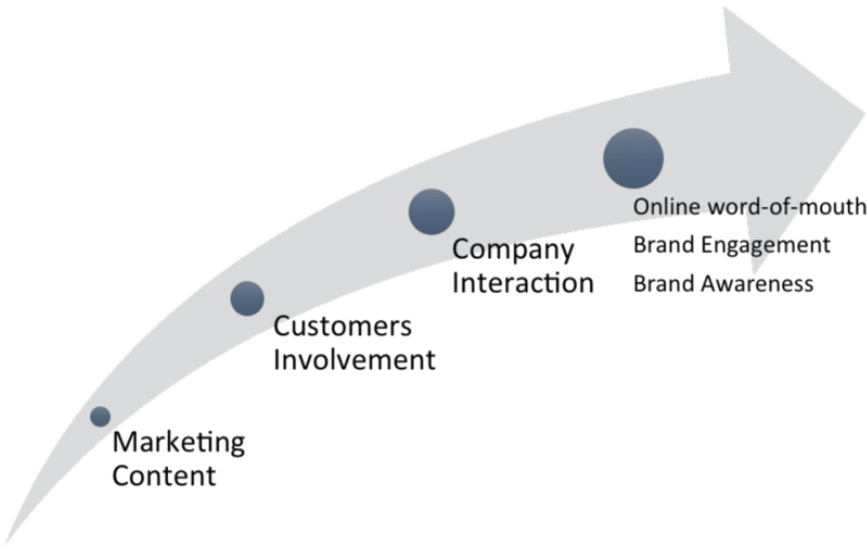 Online word-of-mouth
Brand Engagement
Brand Awareness
Company
Interaction
Customers
Involvement
Marketing
Content